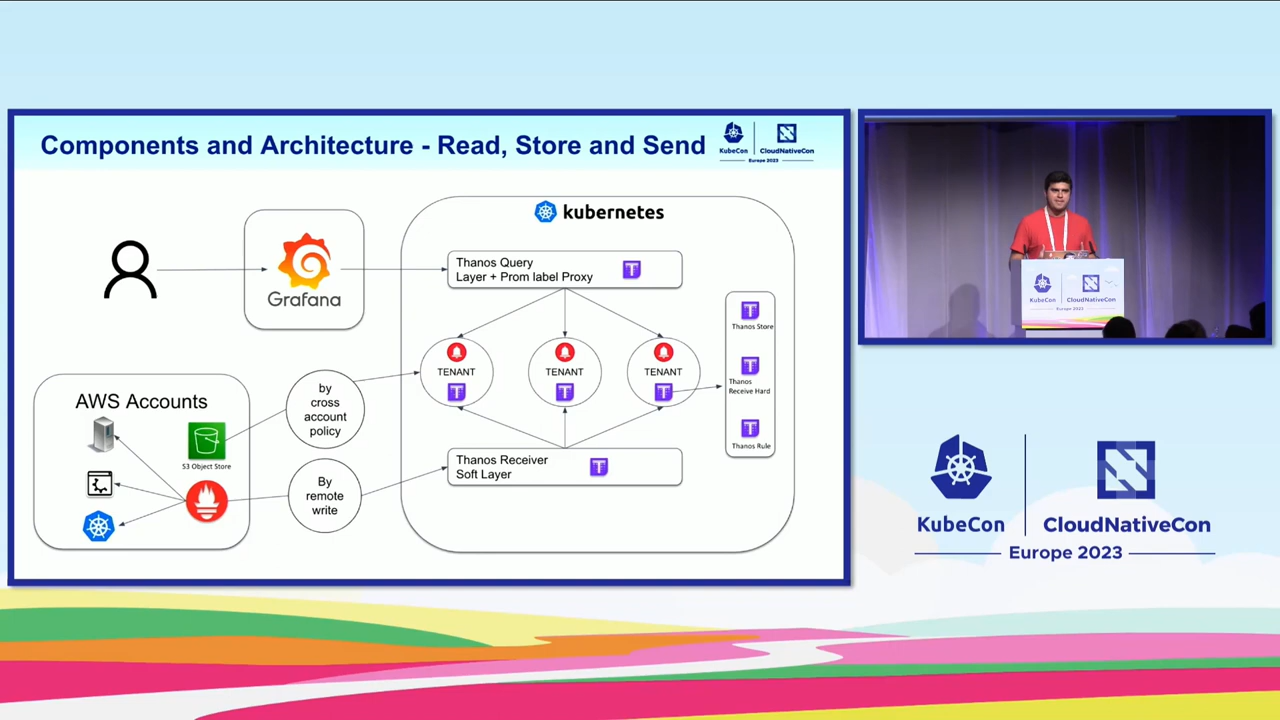 Components and Architecture - Read, Store and Send
KubeCon
CloudNativeCon
Europe 2023
kubernetes
Grafana
Thanos Query
Layer + Prom label Proxy
TENANT
TENANT
TENANT
Thanos Store
Thanos
Receive Hard
Thanos Rule
AWS Accounts
S3 Object Store
by
cross
account
policy
By
remote
write
Thanos Receiver
Soft Layer
KubeCon
CloudNativeCon
Europe 2023
KubeCon
CloudNativeCon
Europe 2023